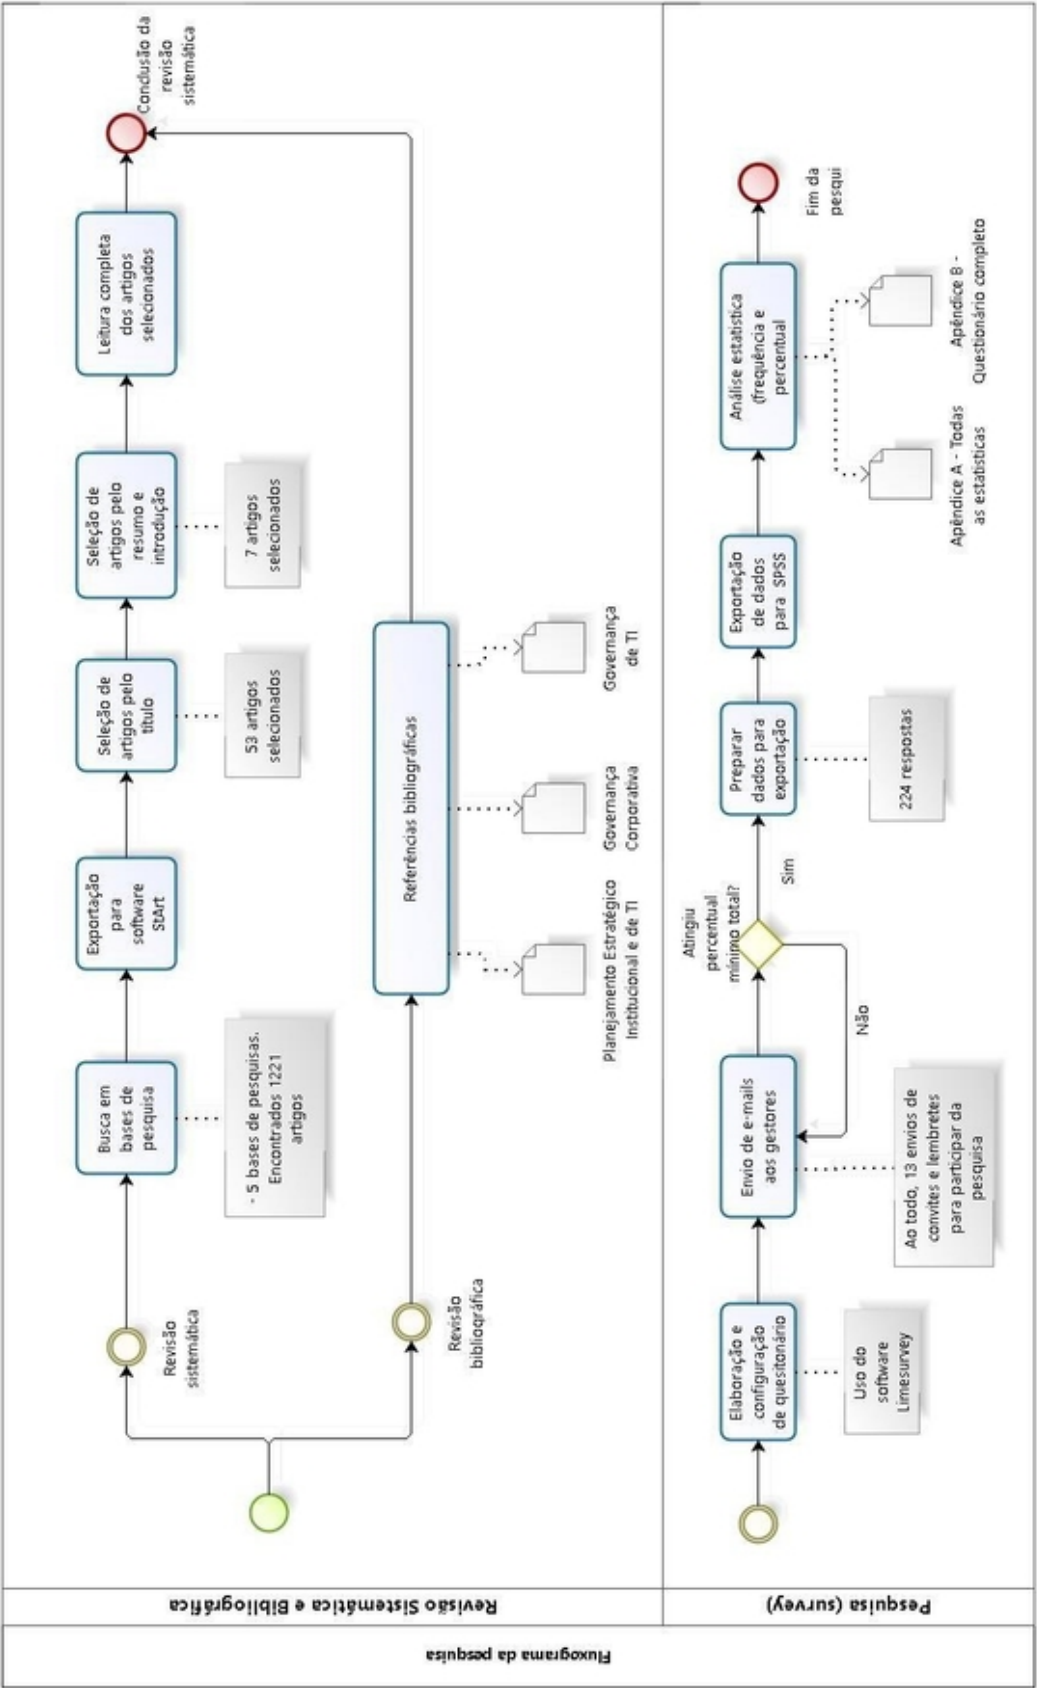 Fluxograma da pesquisa
Revisão Sistemática e Bibliográfica
Revisão
sistemática
Busca em
bases de
pesquisa
- 5 bases de pesquisas.
Encontrados 1221
artigos
Exportação
para
software
StArt
Seleção de
artigos pelo
título
53 artigos
selecionados
Seleção de
artigos pelo
resumo e
introdução
7 artigos
selecionados
Leitura completa
dos artigos
selecionados
Conclusão da
revisão
sistemática
Revisão
bibliográfica
Referências bibliográficas
Planejamento Estratégico
Institucional e de TI
Governança
Corporativa
Governança
de TI
Pesquisa (survey)
Elaboração e
configuração
de quesitonário
Uso do
software
Limesurvey
Envio de e-mails
aos gestores
Ao todo, 13 envios de
convites e lembretes
para participar da
pesquisa
Atingiu
percentual
mínimo total?
Não
Sim
Preparar
dados para
exportação
224 respostas
Exportação
de dados
para SPSS
Análise estatística
(frequência e
percentual
Apêndice A - Todas
as estatísticas
Apêndice B -
Questionário completo
Fim da
pesqui